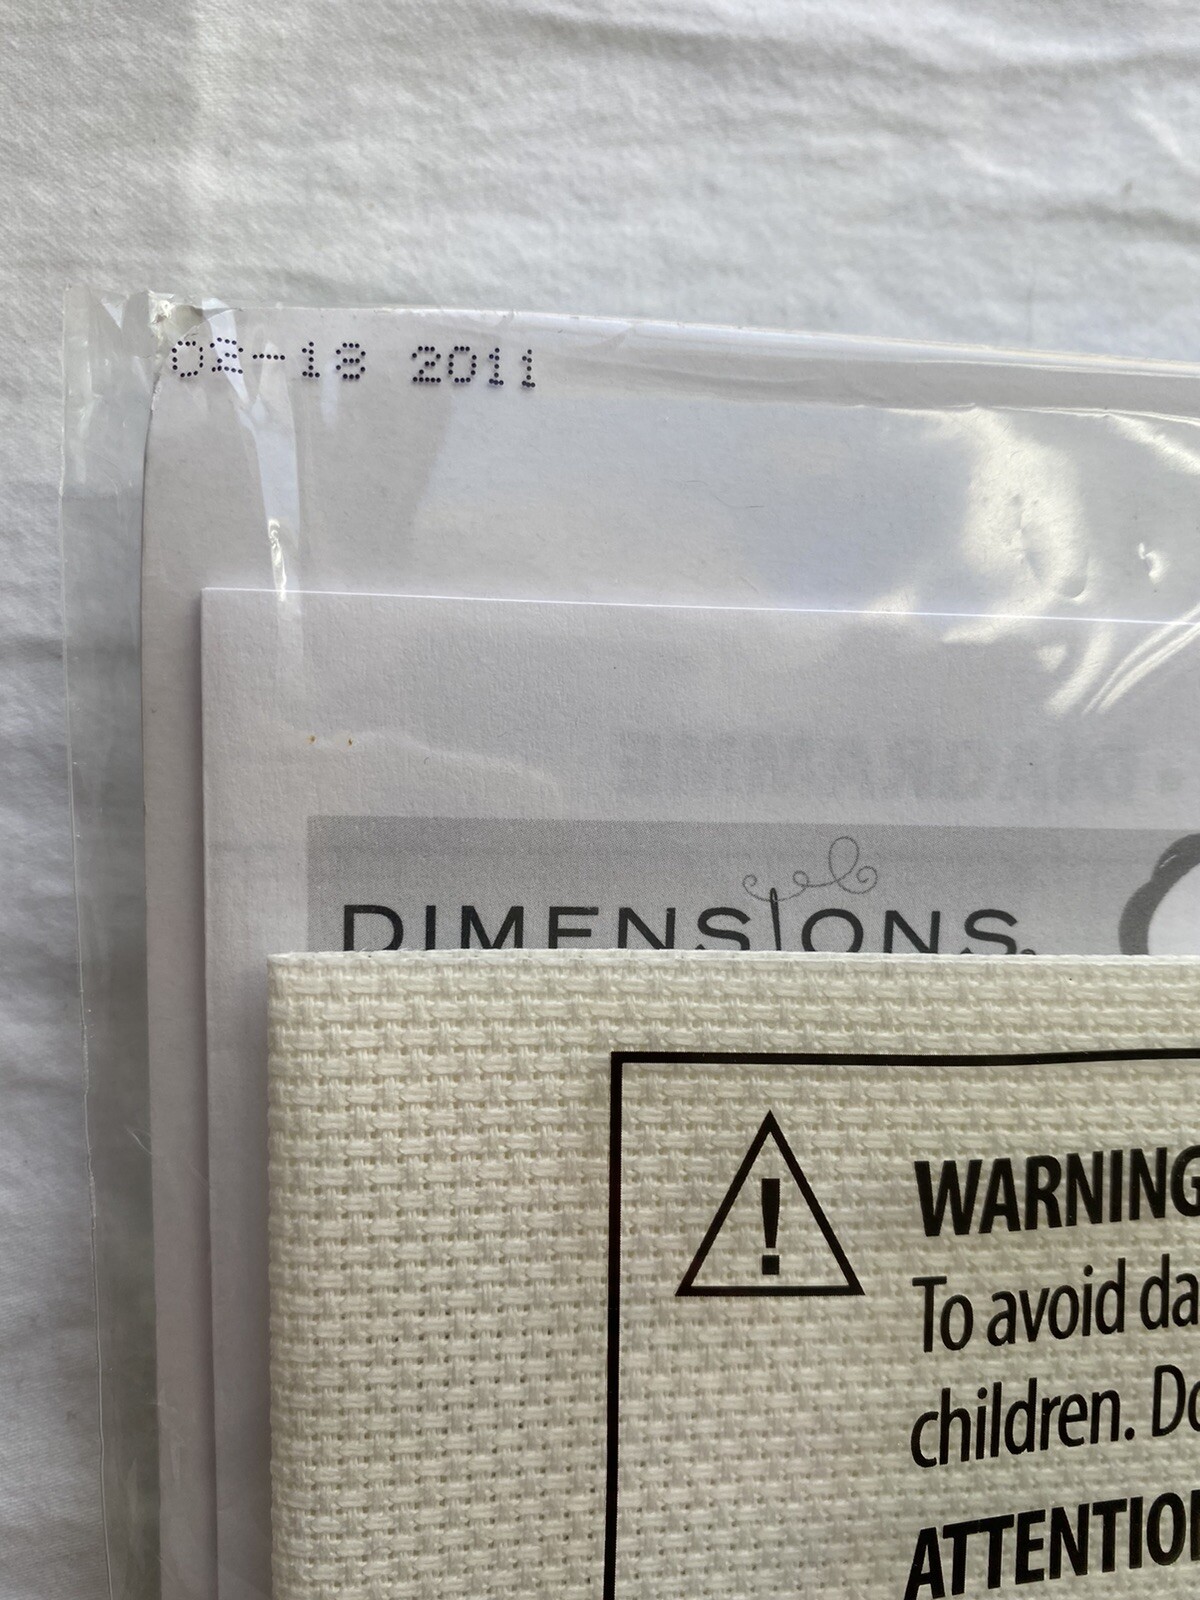 02-18 2011
DIMENSIONS
WARNING
To avoid da
children. Do
ATTENTIO